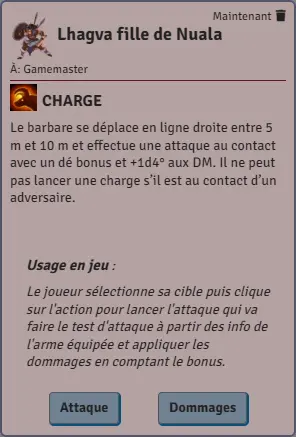 Maintenant
Lhagva fille de Nuala
À: Gamemaster
CHARGE
Le barbare se déplace en ligne droite entre 5
m et 10 m et effectue une attaque au contact
avec un dé bonus et +1d4° aux DM. Il ne peut
pas lancer une charge s’il est au contact d’un
adversaire.
Usage en jeu :
Le joueur sélectionne sa cible puis clique
sur l’action pour lancer l’attaque qui va
faire le test d’attaque à partir des info de
l’arme équipée et appliquer les
dommages en comptant le bonus.
Attaque
Dommages